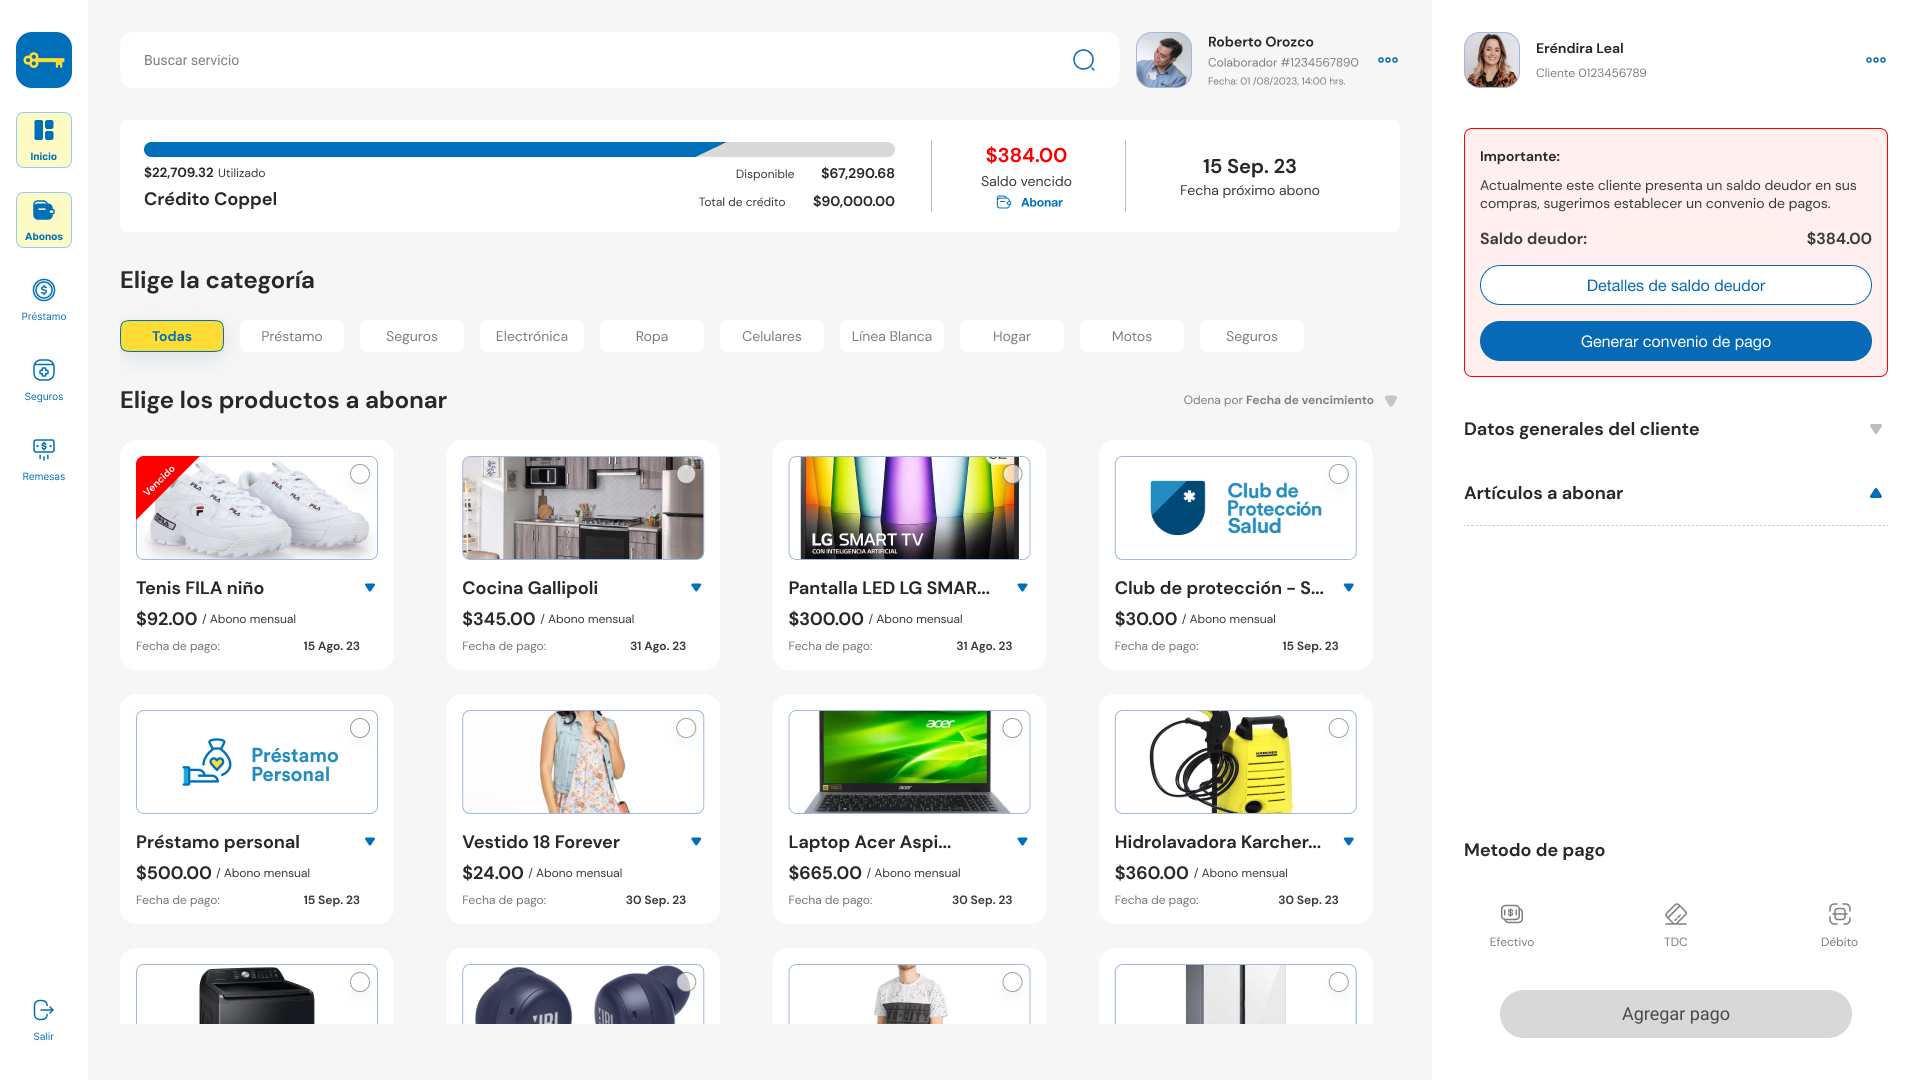 Inicio
Abonos
Préstamo
Seguros
Remesas
Salir
Buscar servicio
Roberto Orozco
Colaborador #1234567890
Fecha: 01 /08/2023, 14:00 hrs.
$22,709.32 Utilizado
Crédito Coppel
Disponible $67,290.68
Total de crédito $90,000.00
$384.00
Saldo vencido
Abonar
15 Sep. 23
Fecha próximo abono
Elige la categoría
Todas
Préstamo
Seguros
Electrónica
Ropa
Celulares
Línea Blanca
Hogar
Motos
Seguros
Elige los productos a abonar
Odena por Fecha de vencimiento
Vencido
FILA
FILA
FILA
FILA
Tenis FILA niño
$92.00 / Abono mensual
Fecha de pago: 15 Ago. 23
Cocina Gallipoli
$345.00 / Abono mensual
Fecha de pago: 31 Ago. 23
LG SMART TV
CON INTELIGENCIA ARTIFICIAL
Pantalla LED LG SMAR...
$300.00 / Abono mensual
Fecha de pago: 31 Ago. 23
Club de
Protección
Salud
Club de protección - S...
$30.00 / Abono mensual
Fecha de pago: 15 Sep. 23
Préstamo
Personal
Préstamo personal
$500.00 / Abono mensual
Fecha de pago: 15 Sep. 23
Vestido 18 Forever
$24.00 / Abono mensual
Fecha de pago: 30 Sep. 23
acer
acer
Laptop Acer Aspi...
$665.00 / Abono mensual
Fecha de pago: 30 Sep. 23
KARCHER
Hidrolavadora Karcher...
$360.00 / Abono mensual
Fecha de pago: 30 Sep. 23
JBL
Eréndira Leal
Cliente 0123456789
Importante:
Actualmente este cliente presenta un saldo deudor en sus
compras, sugerimos establecer un convenio de pagos.
Saldo deudor: $384.00
Detalles de saldo deudor
Generar convenio de pago
Datos generales del cliente
Artículos a abonar
Metodo de pago
Efectivo
TDC
Débito
Agregar pago